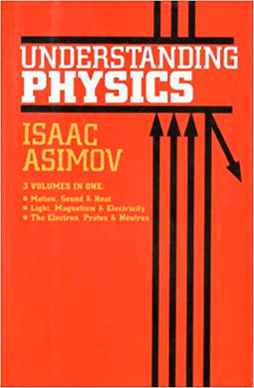 UNDERSTANDING
PHYSICS
ISAAC
ASIMOV
3 VOLUMES IN ONE:
• Motion, Sound & Heat
• Light, Magnetism & Electricity
• The Electron, Proton & Neutron